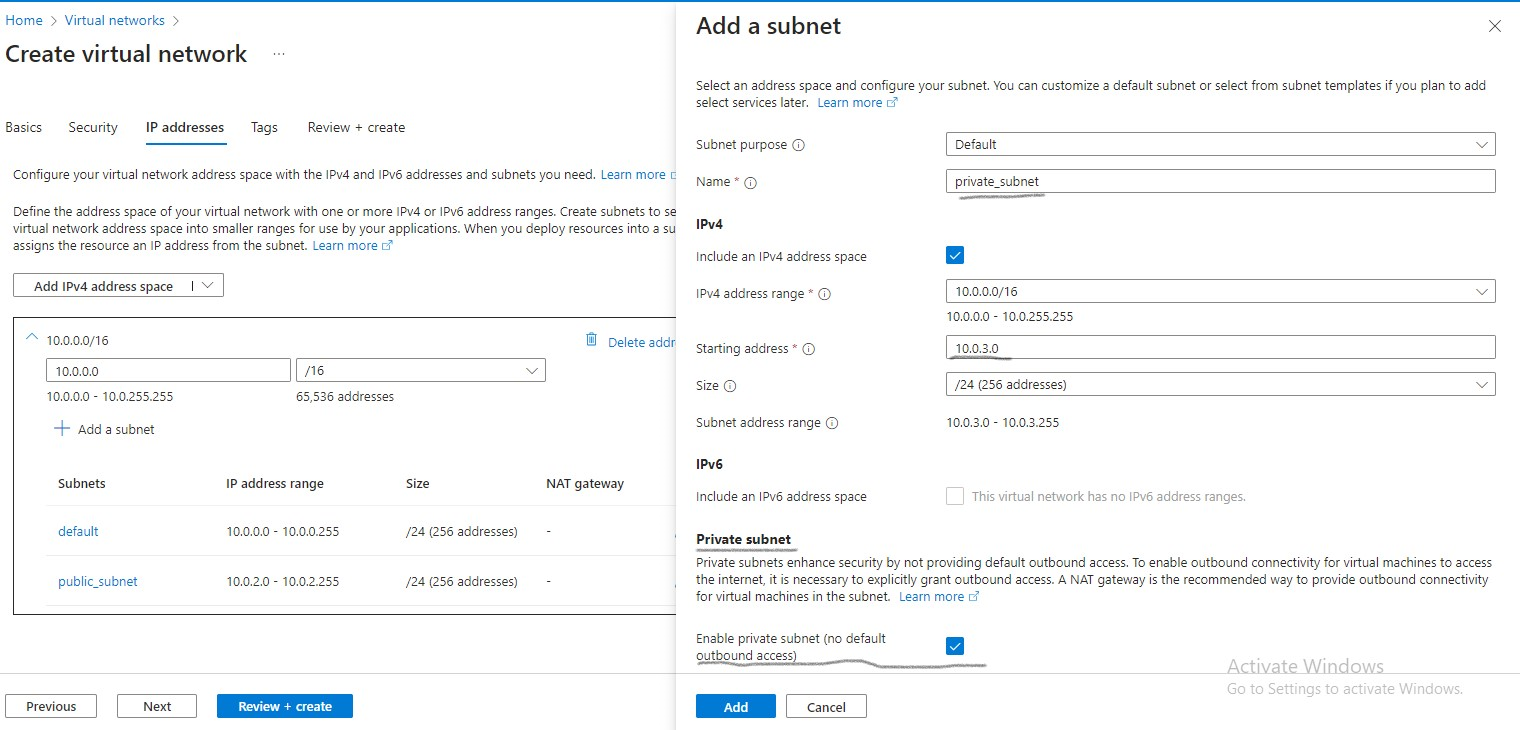 Home > Virtual networks >
Create virtual network ...
Basics Security IP addresses Tags Review + create
Configure your virtual network address space with the IPv4 and IPv6 addresses and subnets you need. Learn more
Define the address space of your virtual network with one or more IPv4 or IPv6 address ranges. Create subnets to se
virtual network address space into smaller ranges for use by your applications. When you deploy resources into a su
assigns the resource an IP address from the subnet. Learn more
Add IPv4 address space
10.0.0.0/16
Delete addr
10.0.0.0 /16
10.0.0.0 - 10.0.255.255 65,536 addresses
+ Add a subnet
Subnets IP address range Size NAT gateway
default 10.0.0.0 - 10.0.0.255 /24 (256 addresses) -
public_subnet 10.0.2.0 - 10.0.2.255 /24 (256 addresses) -
Previous Next Review + create
Add a subnet
Select an address space and configure your subnet. You can customize a default subnet or select from subnet templates if you plan to add
select services later. Learn more
Subnet purpose Default
Name * private_subnet
IPv4
Include an IPv4 address space
IPv4 address range * 10.0.0.0/16
10.0.0.0 - 10.0.255.255
Starting address * 10.0.3.0
Size /24 (256 addresses)
Subnet address range 10.0.3.0 - 10.0.3.255
IPv6
Include an IPv6 address space This virtual network has no IPv6 address ranges.
Private subnet
Private subnets enhance security by not providing default outbound access. To enable outbound connectivity for virtual machines to access
the internet, it is necessary to explicitly grant outbound access. A NAT gateway is the recommended way to provide outbound connectivity
for virtual machines in the subnet. Learn more
Enable private subnet (no default
outbound access)
Activate Windows
Go to Settings to activate Windows.
Add Cancel